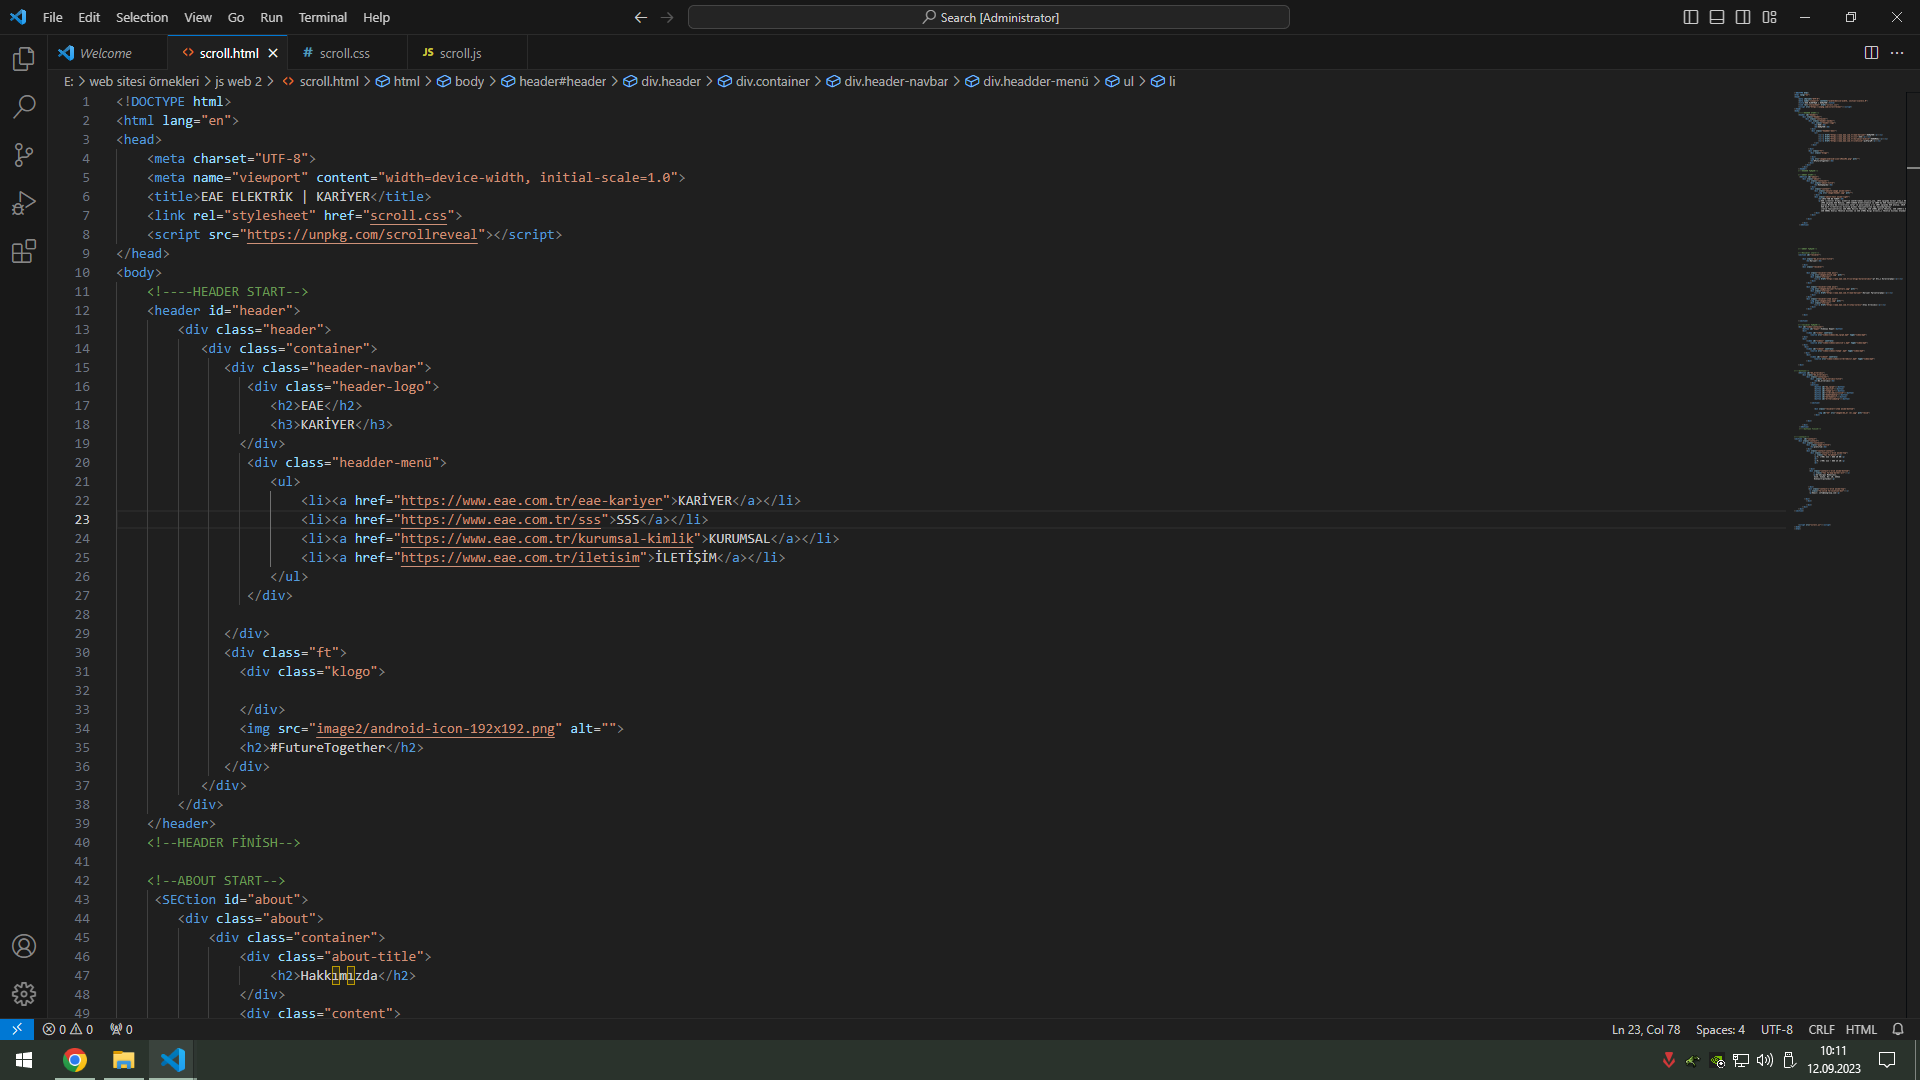 File Edit Selection View Go Run Terminal Help
Search [Administrator]
Welcome
scroll.html
# scroll.css
JS scroll.js
E: > web sitesi örnekleri > js web 2 > scroll.html > html > body > header#header > div.header > div.container > div.header-navbar > div.headder-menü > ul > li
1 <!DOCTYPE html>
2 <html lang="en">
3 <head>
4 <meta charset="UTF-8">
5 <meta name="viewport" content="width=device-width, initial-scale=1.0">
6 <title>EAE ELEKTRİK | KARİYER</title>
7 <link rel="stylesheet" href="scroll.css">
8 <script src="https://unpkg.com/scrollreveal"></script>
9 </head>
10 <body>
11 <!----HEADER START-->
12 <header id="header">
13 <div class="header">
14 <div class="container">
15 <div class="header-navbar">
16 <div class="header-logo">
17 <h2>EAE</h2>
18 <h3>KARİYER</h3>
19 </div>
20 <div class="headder-menü">
21 <ul>
22 <li><a href="https://www.eae.com.tr/eae-kariyer">KARİYER</a></li>
23 <li><a href="https://www.eae.com.tr/sss">SSS</a></li>
24 <li><a href="https://www.eae.com.tr/kurumsal-kimlik">KURUMSAL</a></li>
25 <li><a href="https://www.eae.com.tr/iletisim">İLETİŞİM</a></li>
26 </ul>
27 </div>
28
29 </div>
30 <div class="ft">
31 <div class="klogo">
32
33 </div>
34 <img src="image2/android-icon-192x192.png" alt="">
35 <h2>#FutureTogether</h2>
36 </div>
37 </div>
38 </div>
39 </header>
40 <!--HEADER FİNİSH-->
41
42 <!--ABOUT START-->
43 <SECtion id="about">
44 <div class="about">
45 <div class="container">
46 <div class="about-title">
47 <h2>Hakkımızda</h2>
48 </div>
49 <div class="content">
0 0 0
Ln 23, Col 78 Spaces: 4 UTF-8 CRLF HTML
10:11
12.09.2023